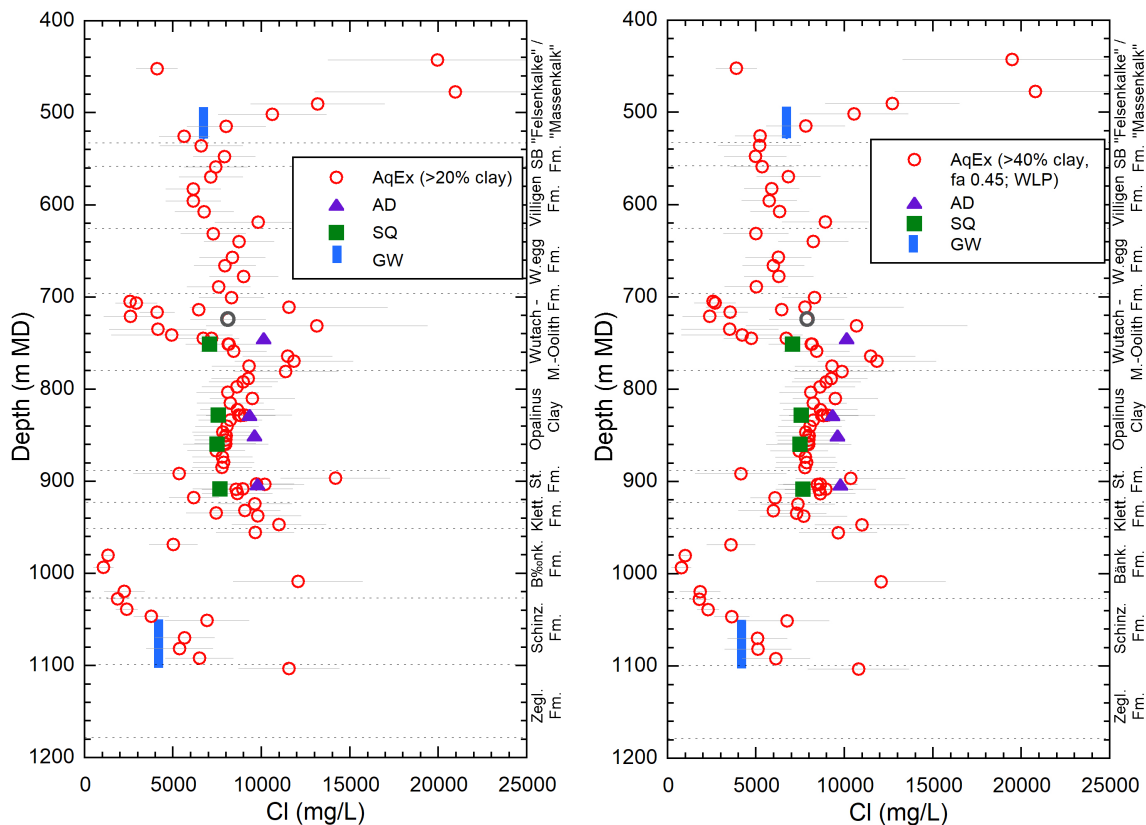 400
500
600
700
800
900
1000
1100
1200
Depth (m MD)
0
5000
10000
15000
20000
25000
Cl (mg/L)
AqEx (>20% clay)
AD
SQ
GW
"Felsenkalke" /
"Massenkalk"
SB
Fm.
Villigen
Fm.
W.egg
Fm.
Wutach -
M.-Oolith
Opalinus
Clay
St.
Fm.
Klett.
Fm.
B‰nk.
Fm.
Schinz.
Fm.
Zegl.
Fm.
400
500
600
700
800
900
1000
1100
1200
Depth (m MD)
0
5000
10000
15000
20000
25000
Cl (mg/L)
AqEx (>40% clay,
fa 0.45; WLP)
AD
SQ
GW
"Felsenkalke" /
"Massenkalk"
SB
Fm.
Villigen
Fm.
W.egg
Fm.
Wutach -
M.-Oolith
Opalinus
Clay
St.
Fm.
Klett.
Fm.
Bänk.
Fm.
Schinz.
Fm.
Zegl.
Fm.